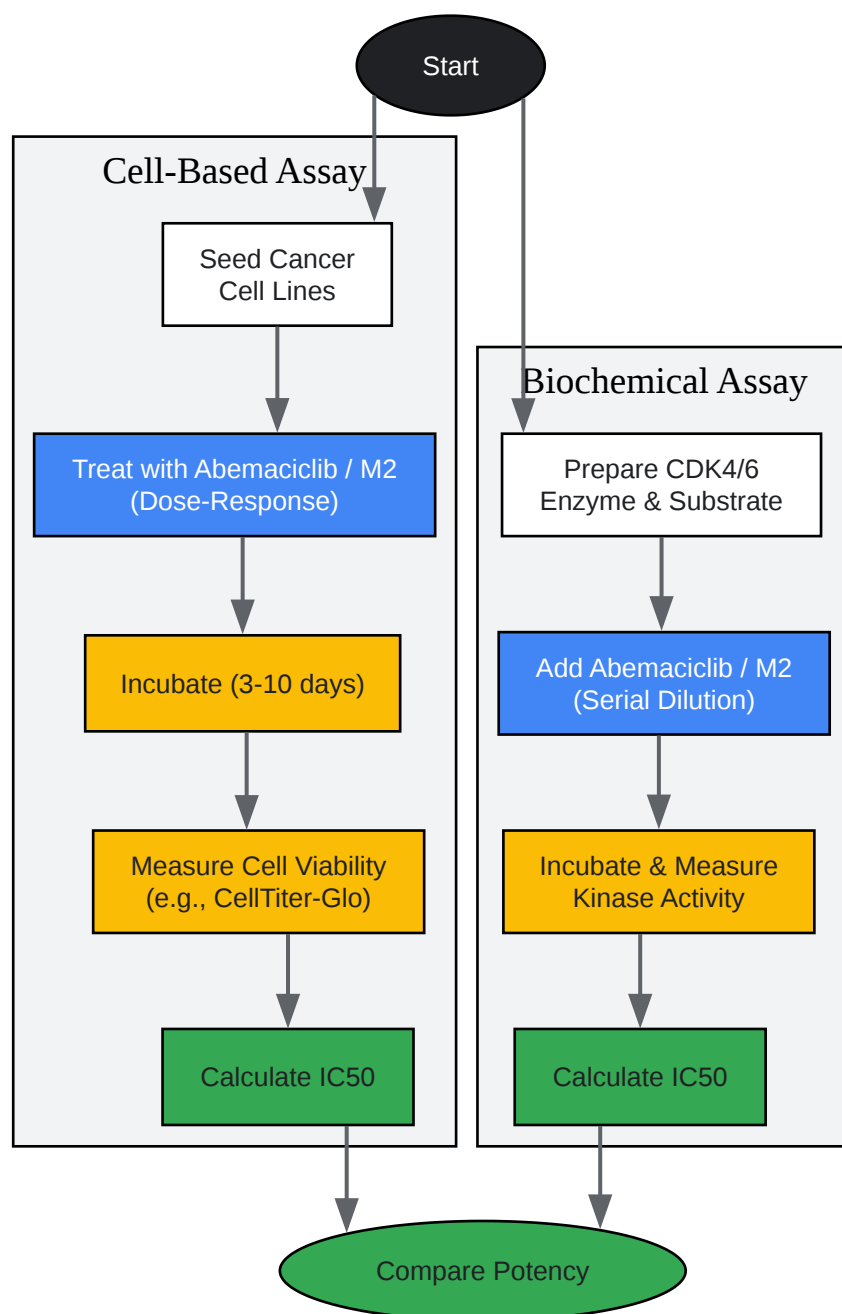 Start
Cell-Based Assay
Seed Cancer
Cell Lines
Treat with Abemaciclib / M2
(Dose-Response)
Incubate (3-10 days)
Measure Cell Viability
(e.g., CellTiter-Glo)
Calculate IC50
Biochemical Assay
Prepare CDK4/6
Enzyme & Substrate
Add Abemaciclib / M2
(Serial Dilution)
Incubate & Measure
Kinase Activity
Calculate IC50
Compare Potency